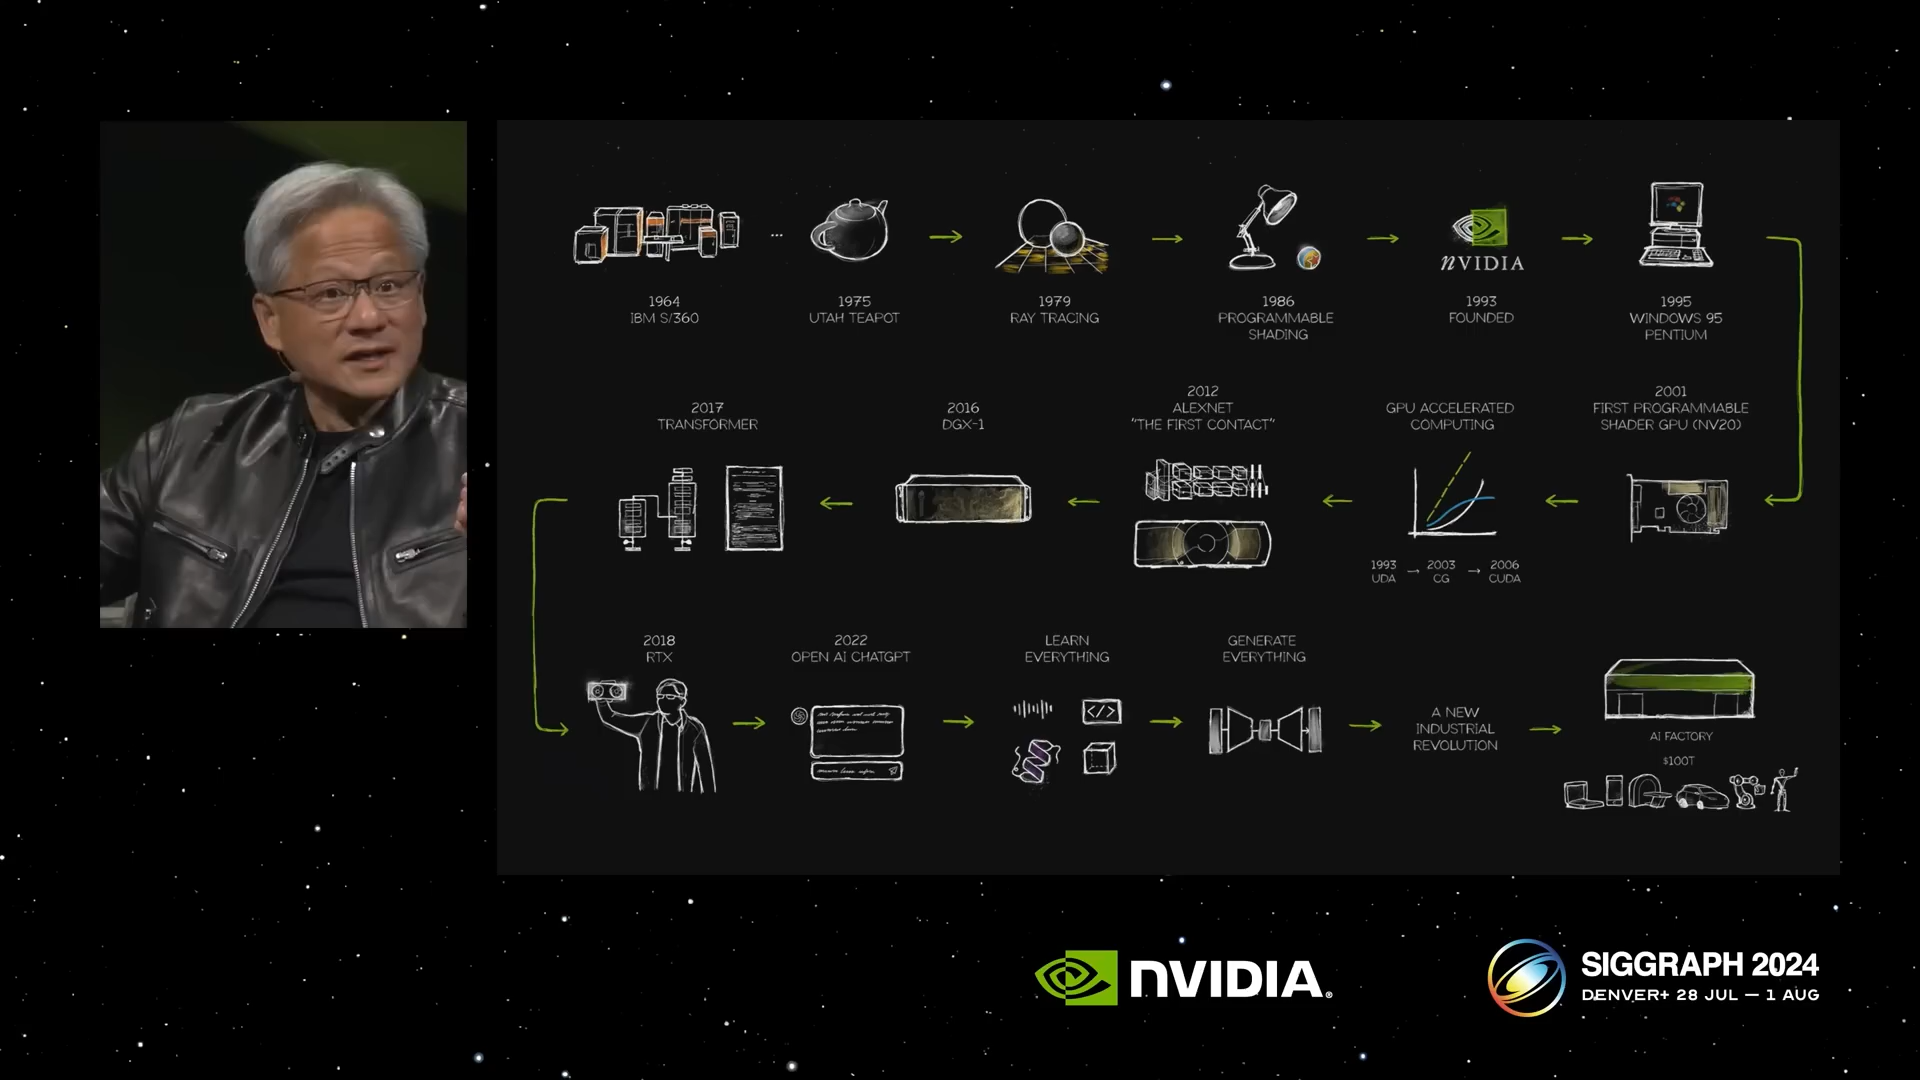 1964
IBM S/360
...
1975
UTAH TEAPOT
1979
RAY TRACING
1986
PROGRAMMABLE
SHADING
nVIDIA
1993
FOUNDED
1995
WINDOWS 95
PENTIUM
2001
FIRST PROGRAMMABLE
SHADER GPU (NV20)
GPU ACCELERATED
COMPUTING
1993 → 2003 → 2006
UDA CG CUDA
2012
ALEXNET
"THE FIRST CONTACT"
2016
DGX-1
2017
TRANSFORMER
2018
RTX
2022
OPEN AI CHATGPT
LEARN
EVERYTHING
</>
GENERATE
EVERYTHING
A NEW
INDUSTRIAL
REVOLUTION
AI FACTORY
$100T
NVIDIA.
SIGGRAPH 2024
DENVER+ 28 JUL — 1 AUG